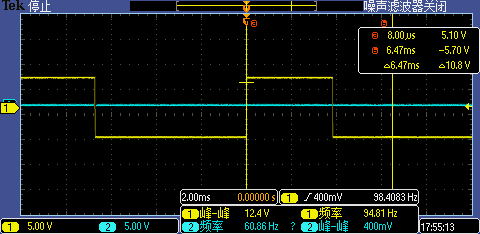 Tek 停止
噪声滤波器关闭
8.00μs 5.10 V
6.47ms −5.70 V
△6.47ms △10.8 V
2.00ms 0.00000 s
1 400mV 98.4083 Hz
1 峰−峰 12.4 V 1 频率 94.81 Hz
2 频率 60.86 Hz ? 2 峰−峰 400mV
1 5.00 V 2 5.00 V 17:55:13